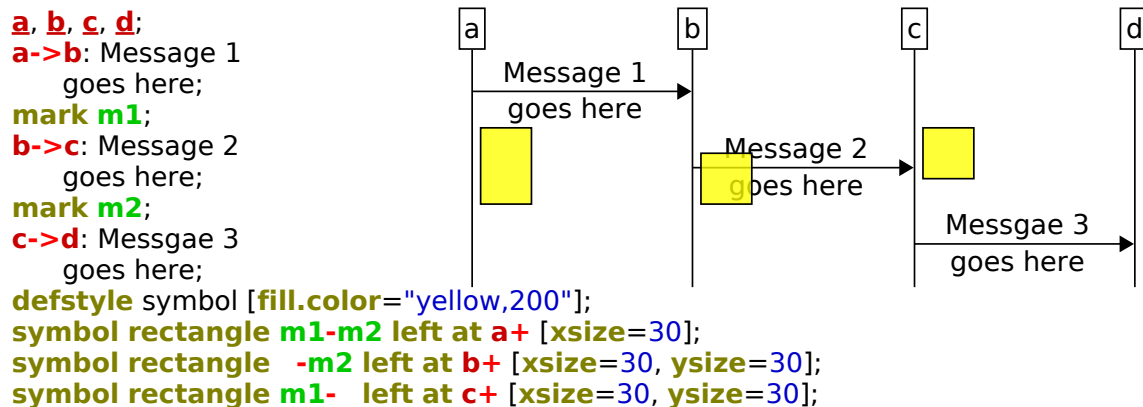 a, b, c, d;
a->b: Message 1
goes here;
mark m1;
b->c: Message 2
goes here;
mark m2;
c->d: Messgae 3
goes here;
defstyle symbol [fill.color="yellow,200"];
symbol rectangle m1-m2 left at a+ [xsize=30];
symbol rectangle   -m2 left at b+ [xsize=30, ysize=30];
symbol rectangle m1-   left at c+ [xsize=30, ysize=30];
a
b
c
d
Message 1
goes here
Message 2
goes here
Messgae 3
goes here